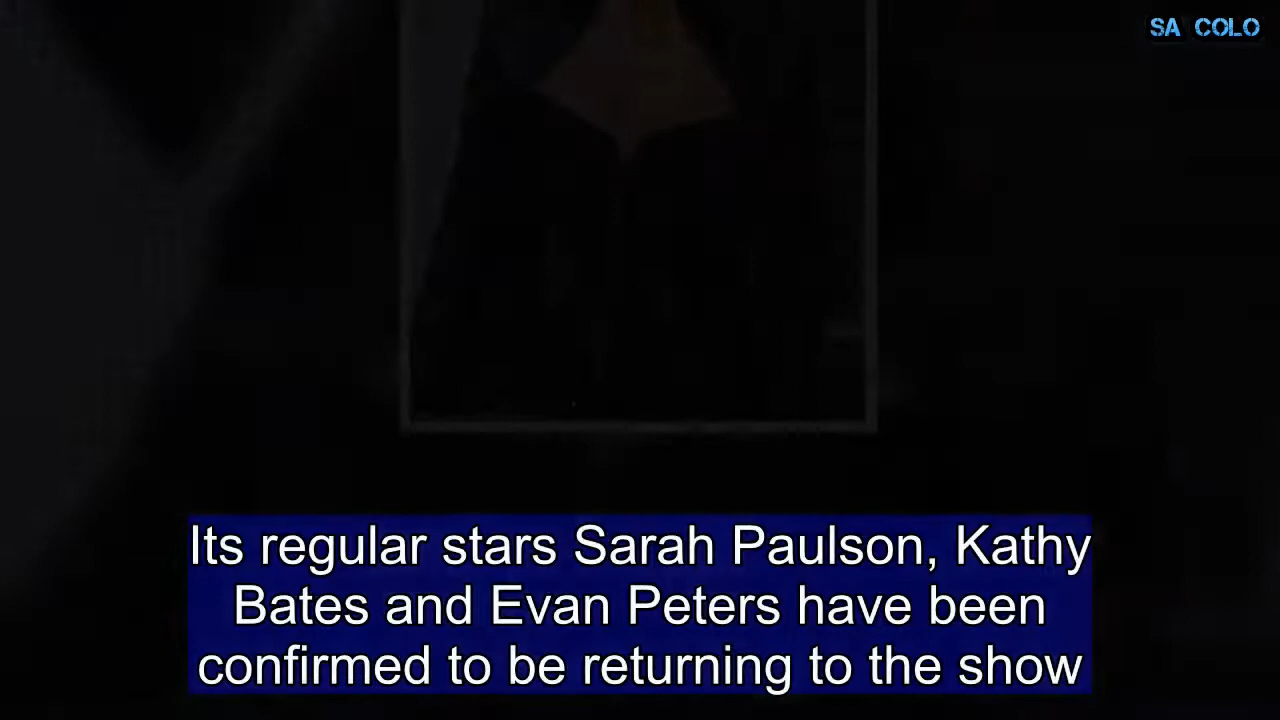 SA COLO
Its regular stars Sarah Paulson, Kathy
Bates and Evan Peters have been
confirmed to be returning to the show